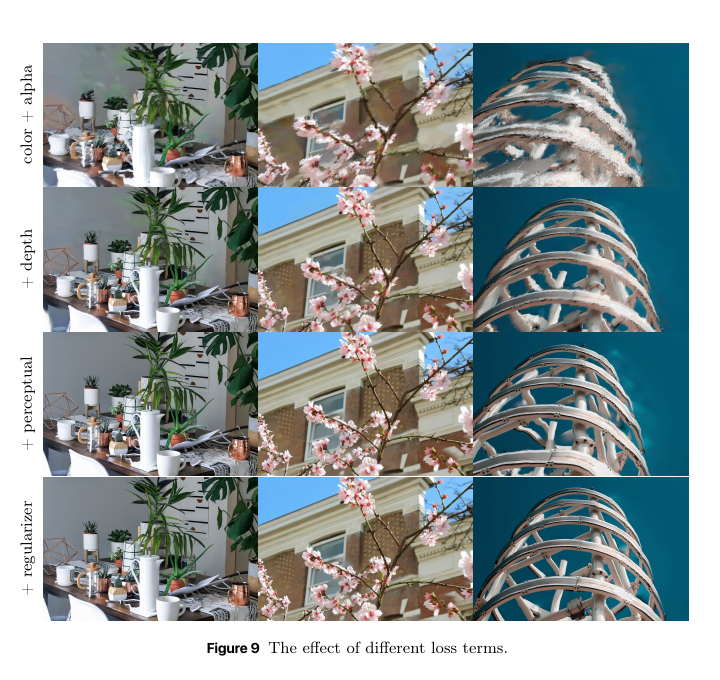 color + alpha
+ depth
+ perceptual
+ regularizer
Figure 9 The effect of different loss terms.